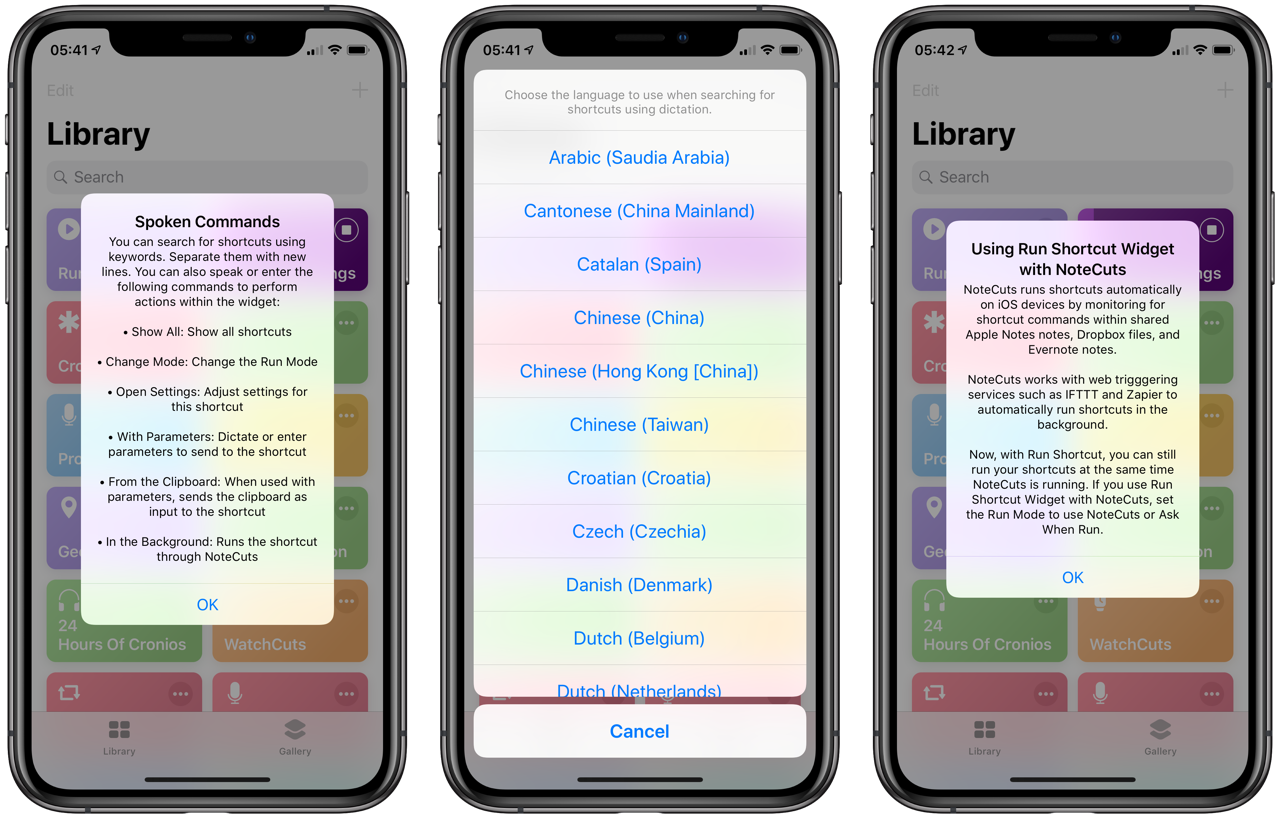 05:41
Edit
Library
Search
Run
ngs
Spoken Commands
You can search for shortcuts using
keywords. Separate them with new
lines. You can also speak or enter the
following commands to perform
actions within the widget:
• Show All: Show all shortcuts
• Change Mode: Change the Run Mode
• Open Settings: Adjust settings for
this shortcut
• With Parameters: Dictate or enter
parameters to send to the shortcut
• From the Clipboard: When used with
parameters, sends the clipboard as
input to the shortcut
• In the Background: Runs the shortcut
through NoteCuts
OK
Cro
Pro
Geo
on
24
Hours Of Cronios
WatchCuts
Library
Gallery
05:41
Choose the language to use when searching for
shortcuts using dictation.
Arabic (Saudia Arabia)
Cantonese (China Mainland)
Catalan (Spain)
Chinese (China)
Chinese (Hong Kong [China])
Chinese (Taiwan)
Croatian (Croatia)
Czech (Czechia)
Danish (Denmark)
Dutch (Belgium)
Dutch (Netherlands)
Cancel
05:42
Edit
Library
Search
Ru
ngs
Using Run Shortcut Widget
with NoteCuts
NoteCuts runs shortcuts automatically
on iOS devices by monitoring for
shortcut commands within shared
Apple Notes notes, Dropbox files, and
Evernote notes.
NoteCuts works with web trigggering
services such as IFTTT and Zapier to
automatically run shortcuts in the
background.
Now, with Run Shortcut, you can still
run your shortcuts at the same time
NoteCuts is running. If you use Run
Shortcut Widget with NoteCuts, set
the Run Mode to use NoteCuts or Ask
When Run.
OK
Cro
Pro
Geo
on
24
Hours Of Cronios
WatchCuts
Library
Gallery